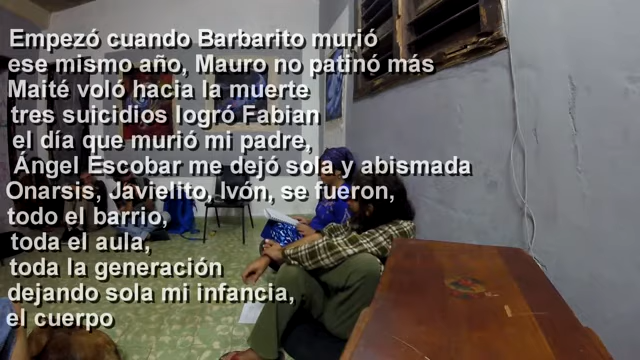 Empezó cuando Barbarito murió
ese mismo año, Mauro no patinó más
Maité voló hacia la muerte
tres suicidios logró Fabian
el día que murió mi padre,
Ángel Escobar me dejó sola y abismada
Onarsis, Javielito, Ivón, se fueron,
todo el barrio,
toda el aula,
toda la generación
dejando sola mi infancia,
el cuerpo